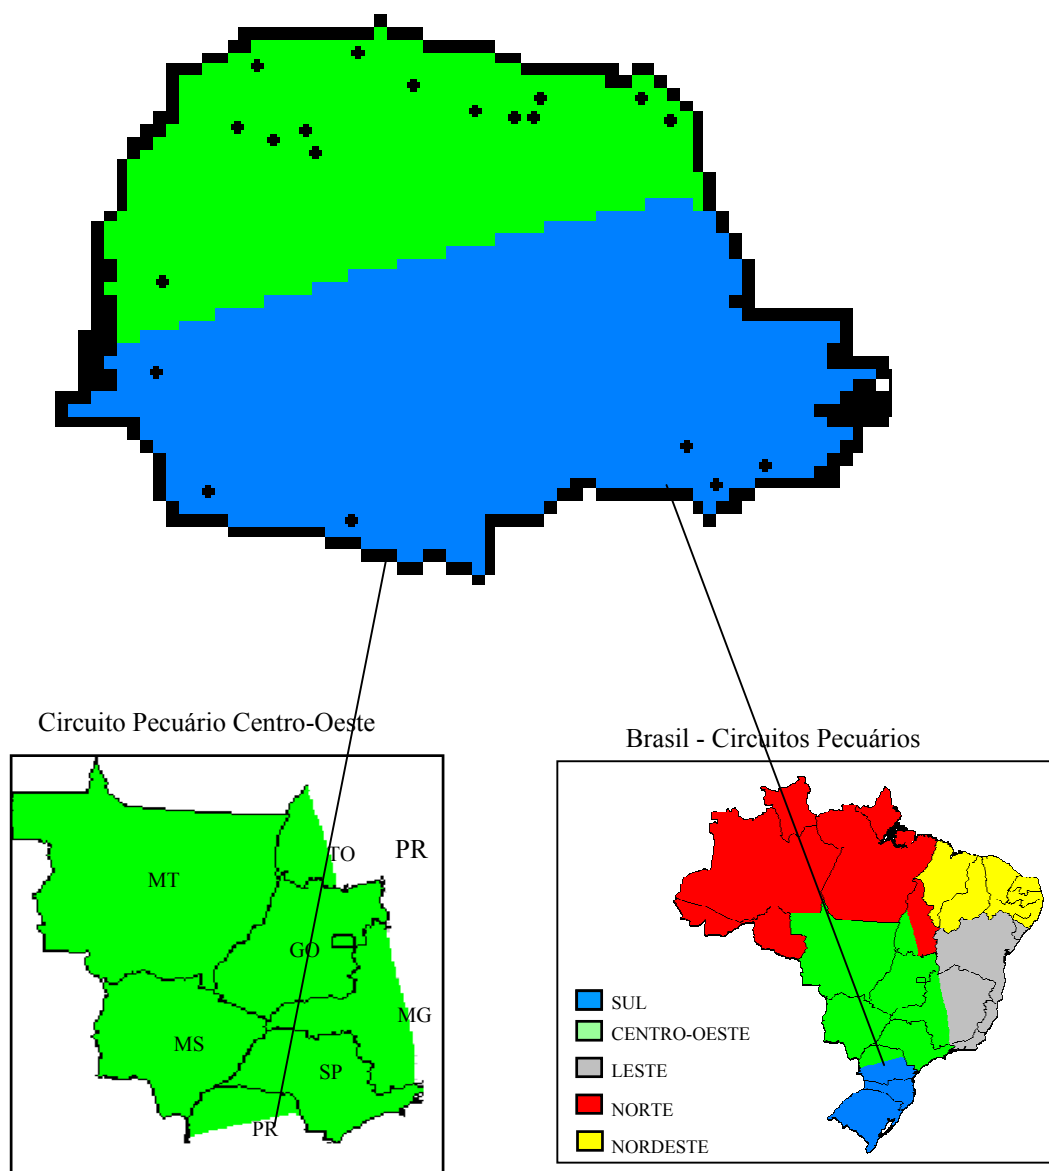 Circuito Pecuário Centro-Oeste
Brasil - Circuitos Pecuários
TO
PR
MT
GO
MG
MS
SP
PR
SUL
CENTRO-OESTE
LESTE
NORTE
NORDESTE